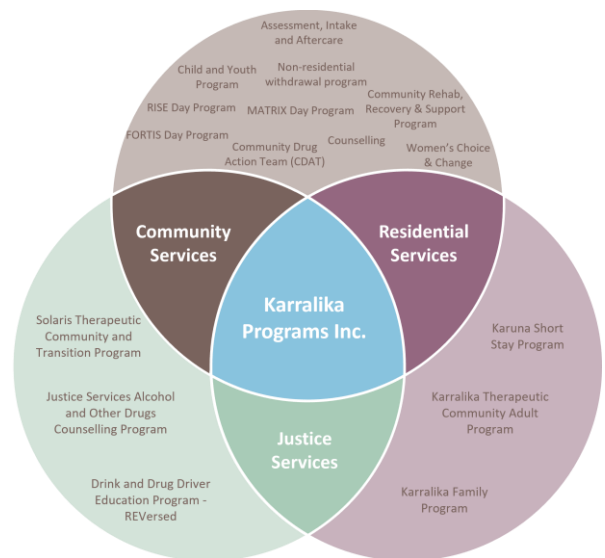 Assessment, Intake
and Aftercare
Child and Youth
Program
Non-residential
withdrawal program
RISE Day Program
MATRIX Day Program
Community Rehab,
Recovery & Support
Program
FORTIS Day Program
Community Drug
Action Team (CDAT)
Counselling
Women's Choice
& Change
Community
Services
Residential
Services
Karralika
Programs Inc.
Solaris Therapeutic
Community and
Transition Program
Justice Services Alcohol
and Other Drugs
Counselling Program
Drink and Drug Driver
Education Program -
REVersed
Justice
Services
Karuna Short
Stay Program
Karralika Therapeutic
Community Adult
Program
Karralika Family
Program